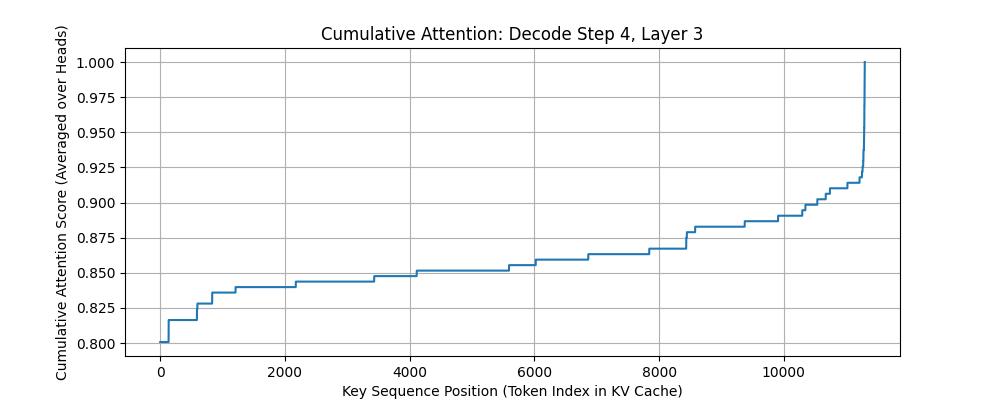 Cumulative Attention: Decode Step 4, Layer 3
Cumulative Attention Score (Averaged over Heads)
1.000
0.975
0.950
0.925
0.900
0.875
0.850
0.825
0.800
0 2000 4000 6000 8000 10000
Key Sequence Position (Token Index in KV Cache)